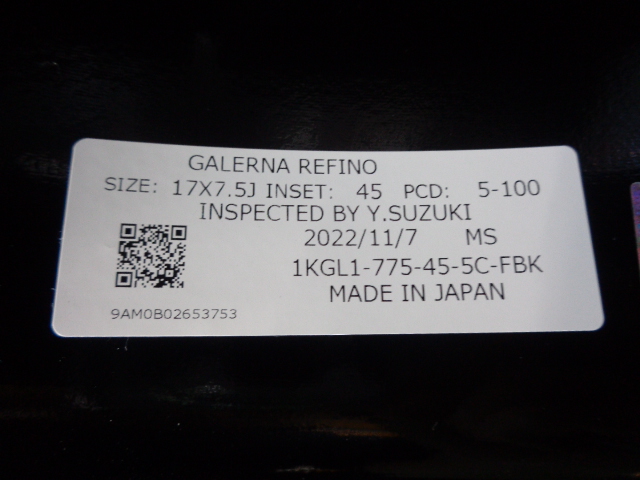 GALERNA REFINO
SIZE: 17X7.5J INSET: 45 PCD: 5-100
INSPECTED BY Y.SUZUKI
2022/11/7 MS
1KGL1-775-45-5C-FBK
MADE IN JAPAN
9AM0B02653753